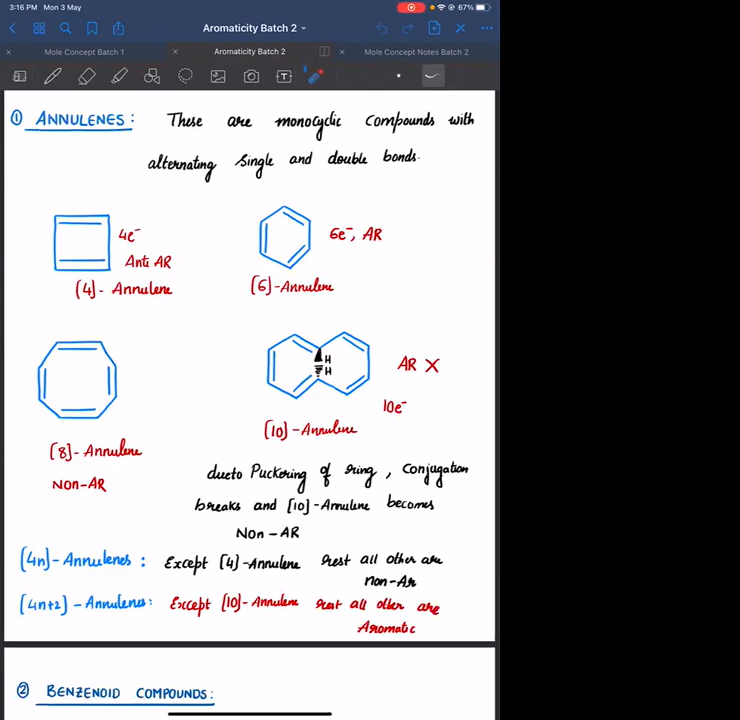 3:16 PM Mon 3 May
67%
Aromaticity Batch 2
Mole Concept Batch 1
Aromaticity Batch 2
Mole Concept Notes Batch 2
① ANNULENES: These are monocyclic compounds with
alternating single and double bonds.
4e⁻
Anti AR
[4]- Annulene
6e⁻, AR
[6]-Annulene
[8]- Annulene
Non-AR
H
H
AR X
10e⁻
[10]-Annulene
dueto Puckering of ring, Conjugation
breaks and [10]-Annulene becomes
Non-AR
[4n]-Annulenes: Except [4]-Annulene rest all other are
non-Ar
[4n+2]-Annulenes: Except [10]-Annulene rest all other are
Aromatic
② BENZENOID COMPOUNDS: